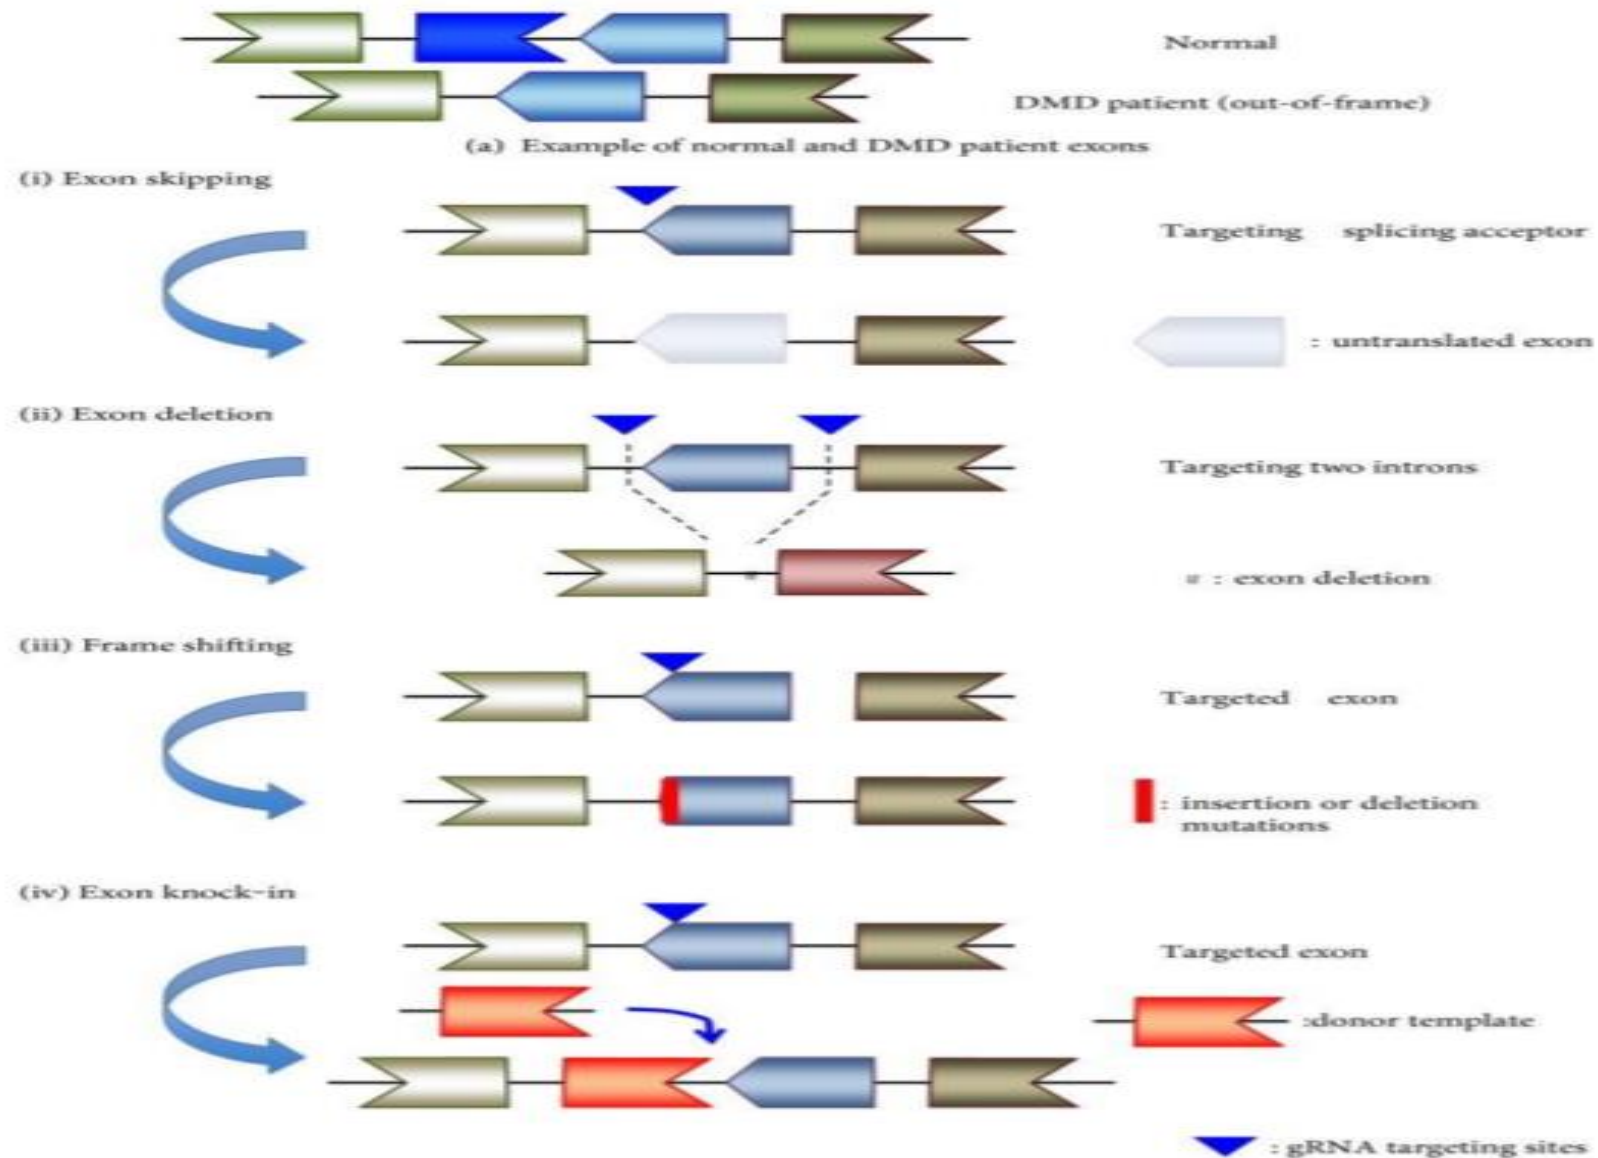 Normal
DMD patient (out-of-frame)
(a) Example of normal and DMD patient exons
(i) Exon skipping
Targeting splicing acceptor
: untranslated exon
(ii) Exon deletion
Targeting two introns
# : exon deletion
(iii) Frame shifting
Targeted exon
: insertion or deletion
mutations
(iv) Exon knock-in
Targeted exon
:donor template
: gRNA targeting sites